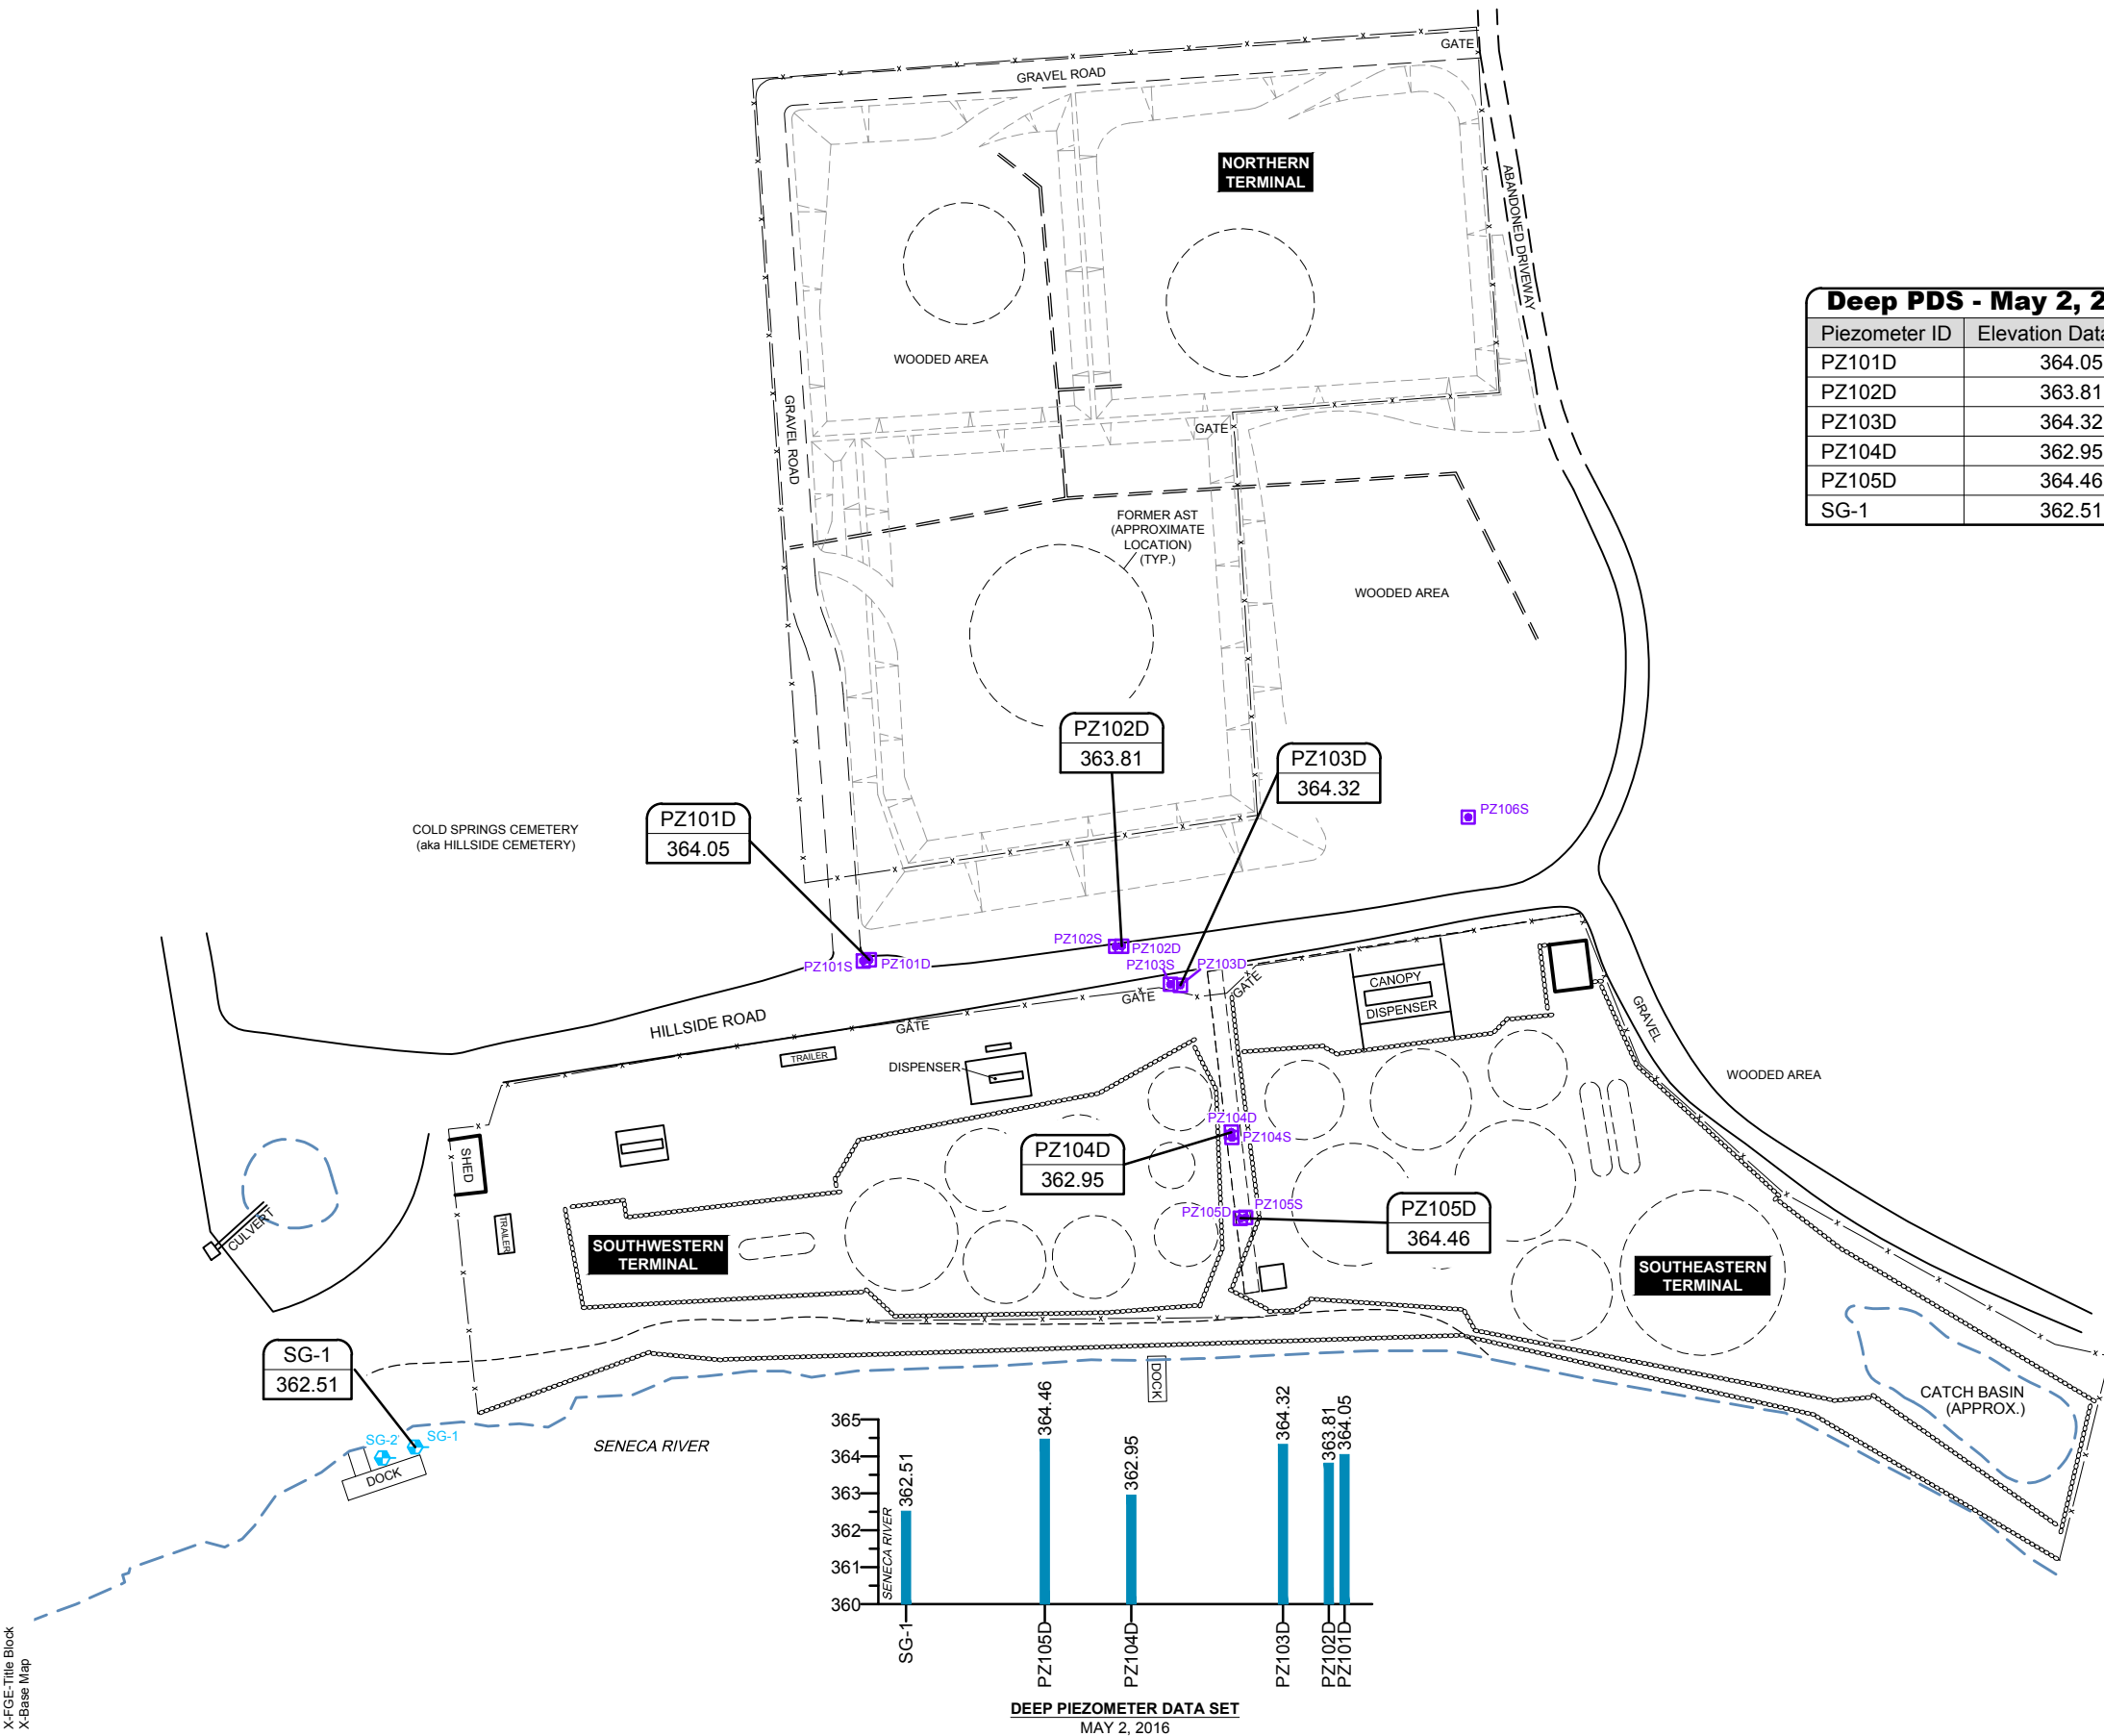 GATE
GRAVEL ROAD
NORTHERN
TERMINAL
ABANDONED DRIVEWAY
WOODED AREA
GRAVEL ROAD
GATE
FORMER AST
(APPROXIMATE
LOCATION)
(TYP.)
WOODED AREA
Deep PDS - May 2, 2
Piezometer ID Elevation Data
PZ101D 364.05
PZ102D 363.81
PZ103D 364.32
PZ104D 362.95
PZ105D 364.46
SG-1 362.51
PZ102D
363.81
PZ103D
364.32
PZ101D
364.05
COLD SPRINGS CEMETERY
(aka HILLSIDE CEMETERY)
PZ106S
PZ102S PZ102D
PZ101S PZ101D
PZ103S PZ103D
GATE
GATE
GATE
HILLSIDE ROAD
CANOPY
DISPENSER
GRAVEL
TRAILER
DISPENSER
WOODED AREA
PZ104D
PZ104S
PZ104D
362.95
SHED
TRAILER
CULVERT
PZ105S
PZ105D
PZ105D
364.46
SOUTHWESTERN
TERMINAL
SOUTHEASTERN
TERMINAL
SG-1
362.51
DOCK
CATCH BASIN
(APPROX.)
SG-2
SG-1
DOCK
SENECA RIVER
365
364
363
362
361
360
SENECA RIVER
362.51
364.46
362.95
364.32
363.81
364.05
SG-1
PZ105D
PZ104D
PZ103D
PZ102D
PZ101D
DEEP PIEZOMETER DATA SET
MAY 2, 2016
X-FGE-Title Block
X-Base Map